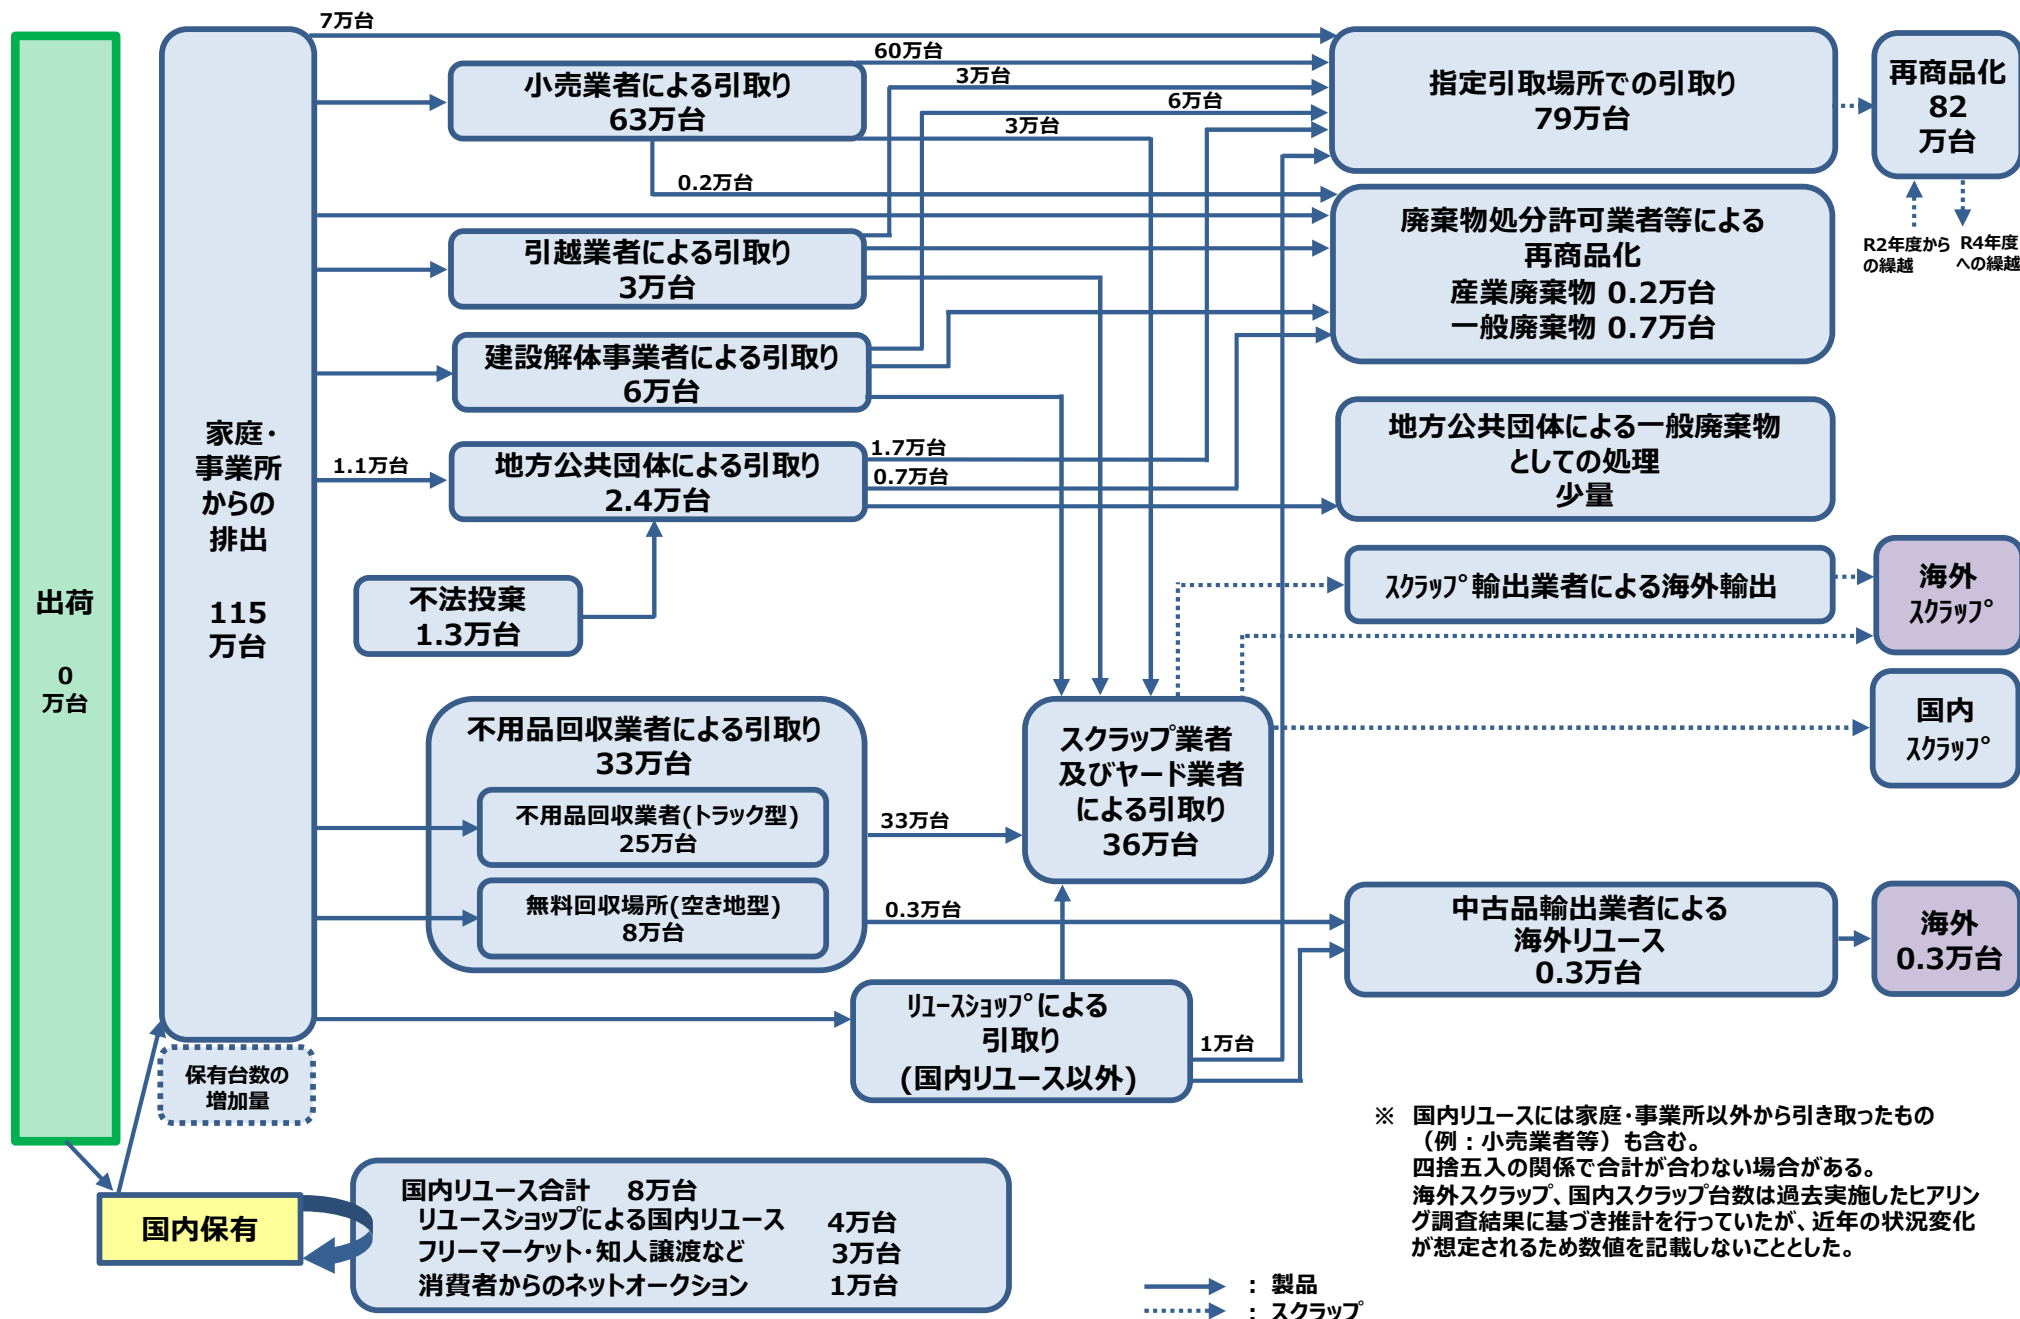 出荷
0
万台
家庭・
事業所
からの
排出
115
万台
保有台数の
増加量
国内保有
7万台
小売業者による引取り
63万台
60万台
3万台
6万台
3万台
0.2万台
引越業者による引取り
3万台
建設解体事業者による引取り
6万台
1.1万台
地方公共団体による引取り
2.4万台
1.7万台
0.7万台
不法投棄
1.3万台
不用品回収業者による引取り
33万台
不用品回収業者(トラック型)
25万台
無料回収場所(空き地型)
8万台
33万台
0.3万台
スクラップ業者
及びヤード業者
による引取り
36万台
ﾘﾕｰｽｼｮｯﾌﾟによる
引取り
(国内リユース以外)
1万台
指定引取場所での引取り
79万台
再商品化
82
万台
R2年度から
の繰越
R4年度
への繰越
廃棄物処分許可業者等による
再商品化
産業廃棄物 0.2万台
一般廃棄物 0.7万台
地方公共団体による一般廃棄物
としての処理
少量
ｽｸﾗｯﾌﾟ輸出業者による海外輸出
海外
ｽｸﾗｯﾌﾟ
国内
ｽｸﾗｯﾌﾟ
中古品輸出業者による
海外リユース
0.3万台
海外
0.3万台
国内リユース合計 8万台
リユースショップによる国内リユース 4万台
フリーマーケット・知人譲渡など 3万台
消費者からのネットオークション 1万台
※ 国内リユースには家庭・事業所以外から引き取ったもの
（例：小売業者等）も含む。
四捨五入の関係で合計が合わない場合がある。
海外スクラップ、国内スクラップ台数は過去実施したヒアリン
グ調査結果に基づき推計を行っていたが、近年の状況変化
が想定されるため数値を記載しないこととした。
： 製品
： スクラップ